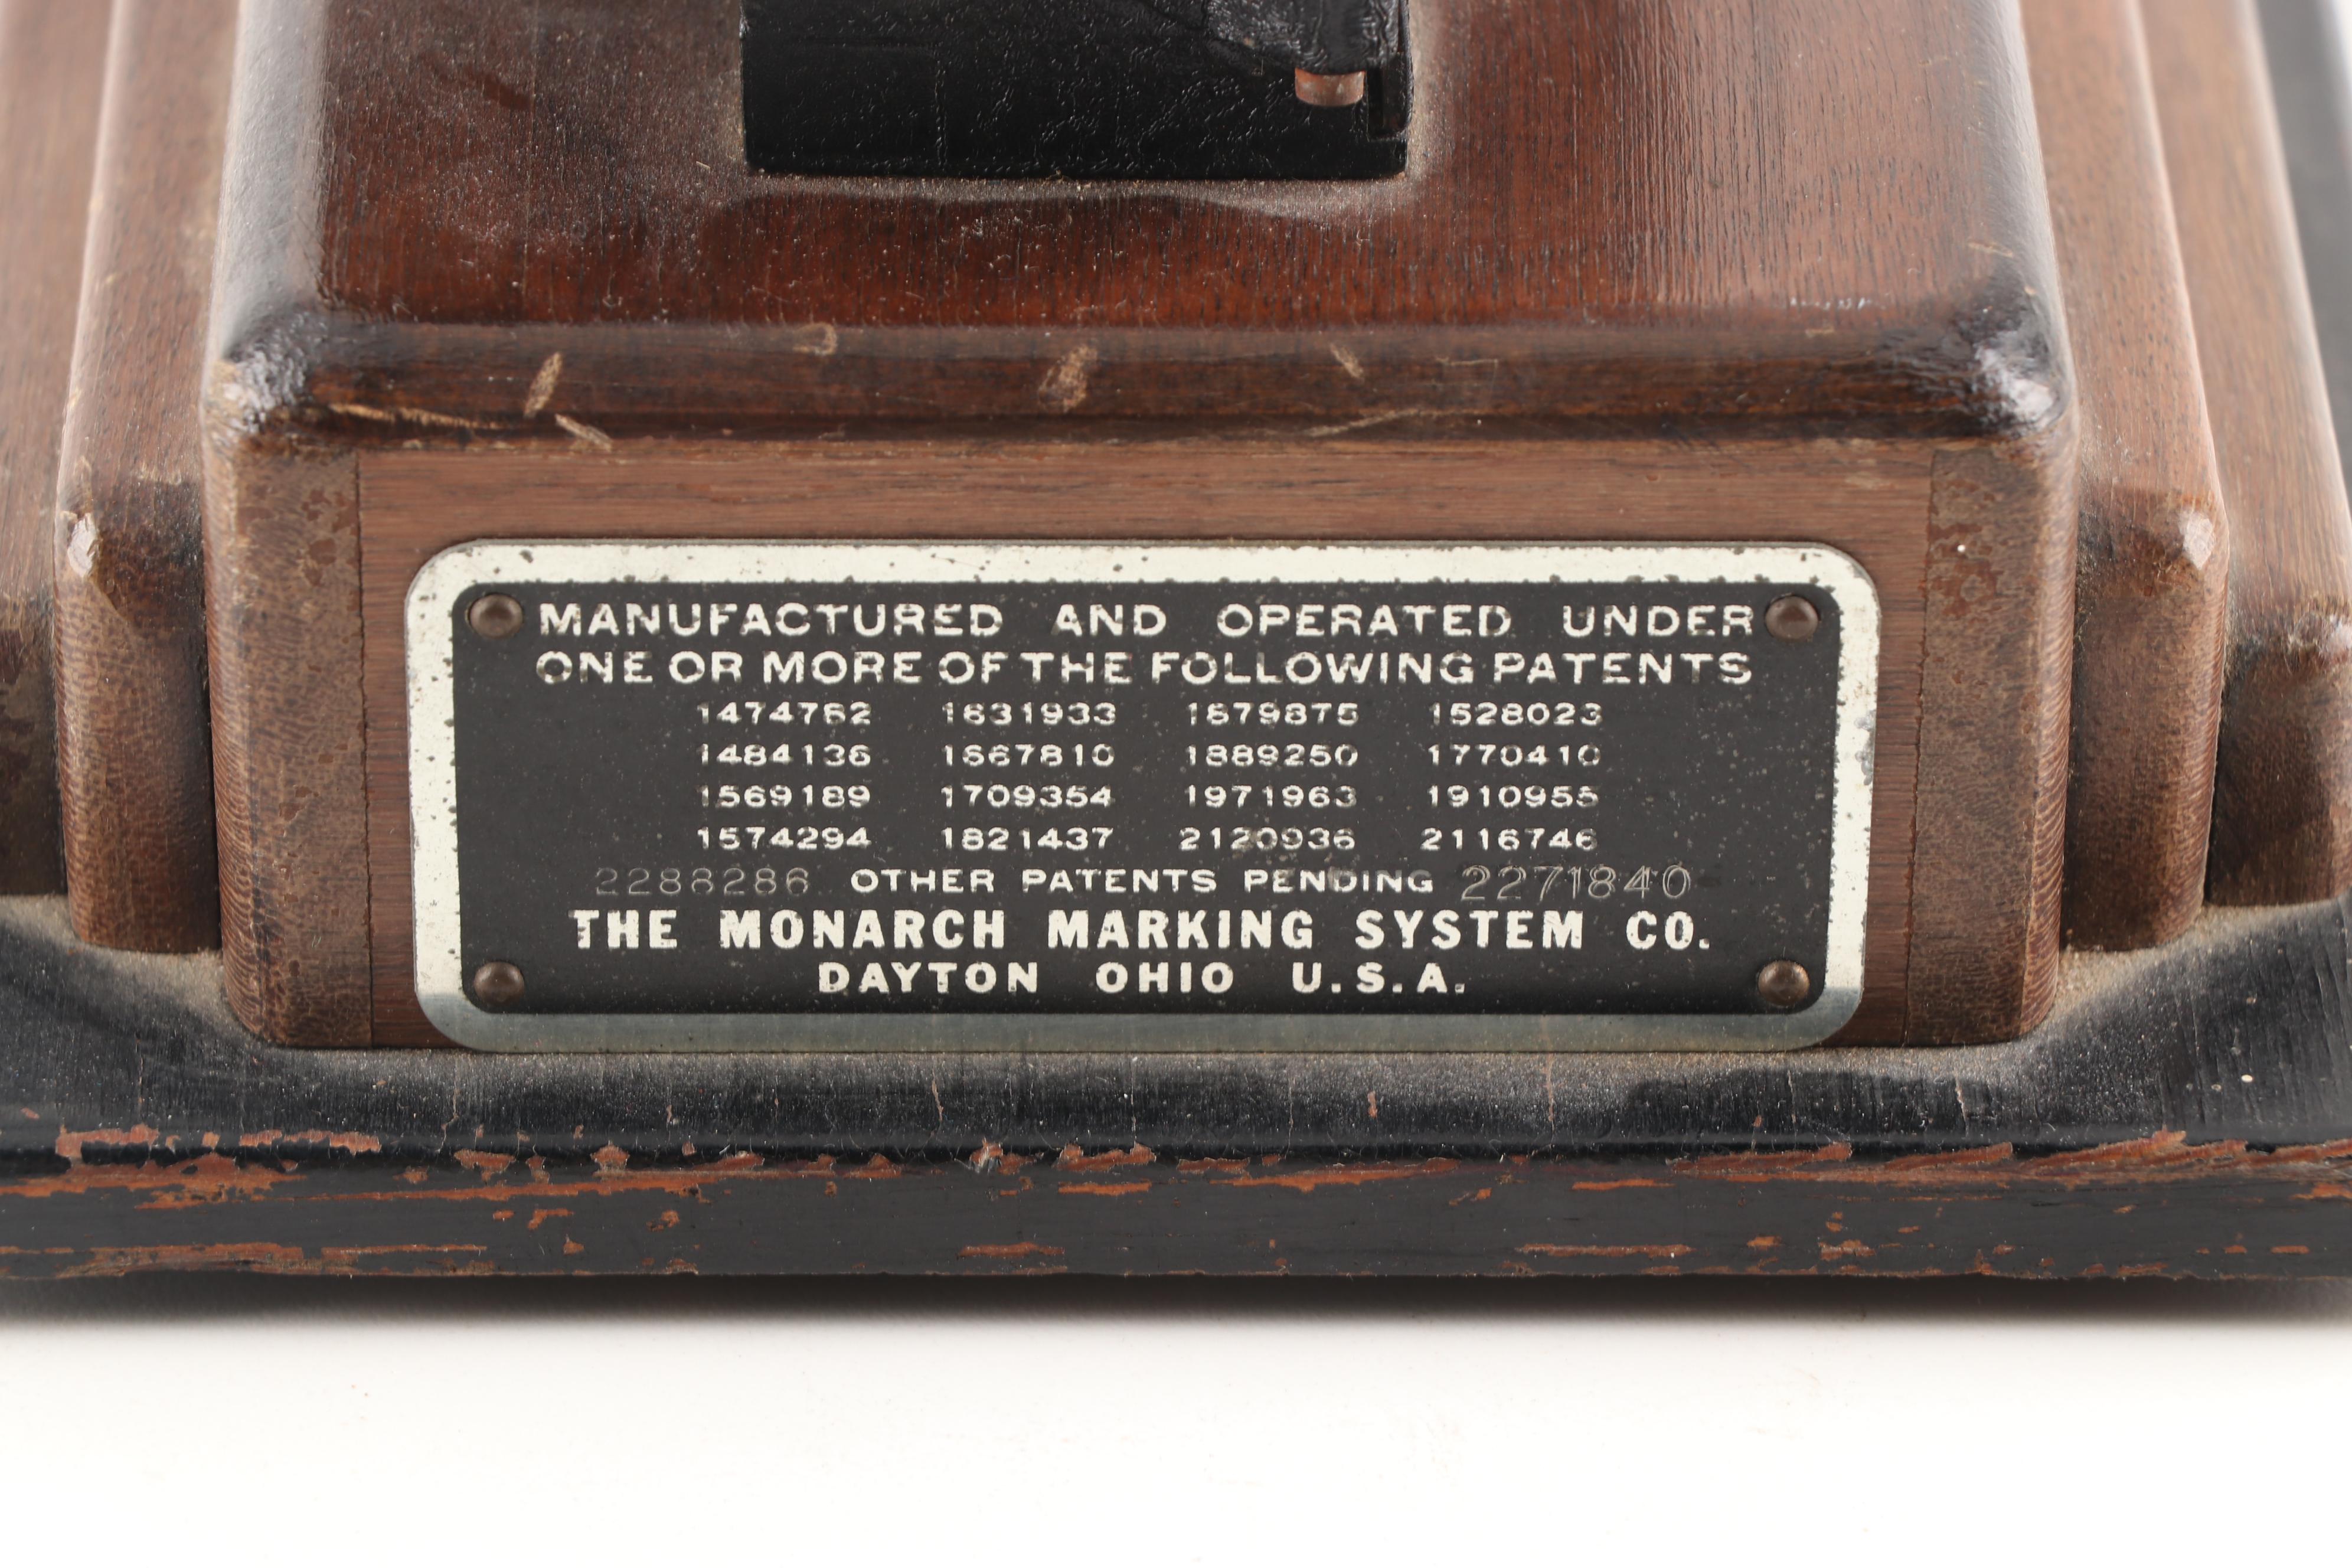 MANUFACTURED AND OPERATED UNDER
ONE OR MORE OF THE FOLLOWING PATENTS
1474762 1631933 1879875 1528023
1484136 1667810 1889250 1770410
1569189 1709354 1971963 1910955
1574294 1821437 2120936 2116746
2288286 OTHER PATENTS PENDING 2271840
THE MONARCH MARKING SYSTEM CO.
DAYTON OHIO U.S.A.